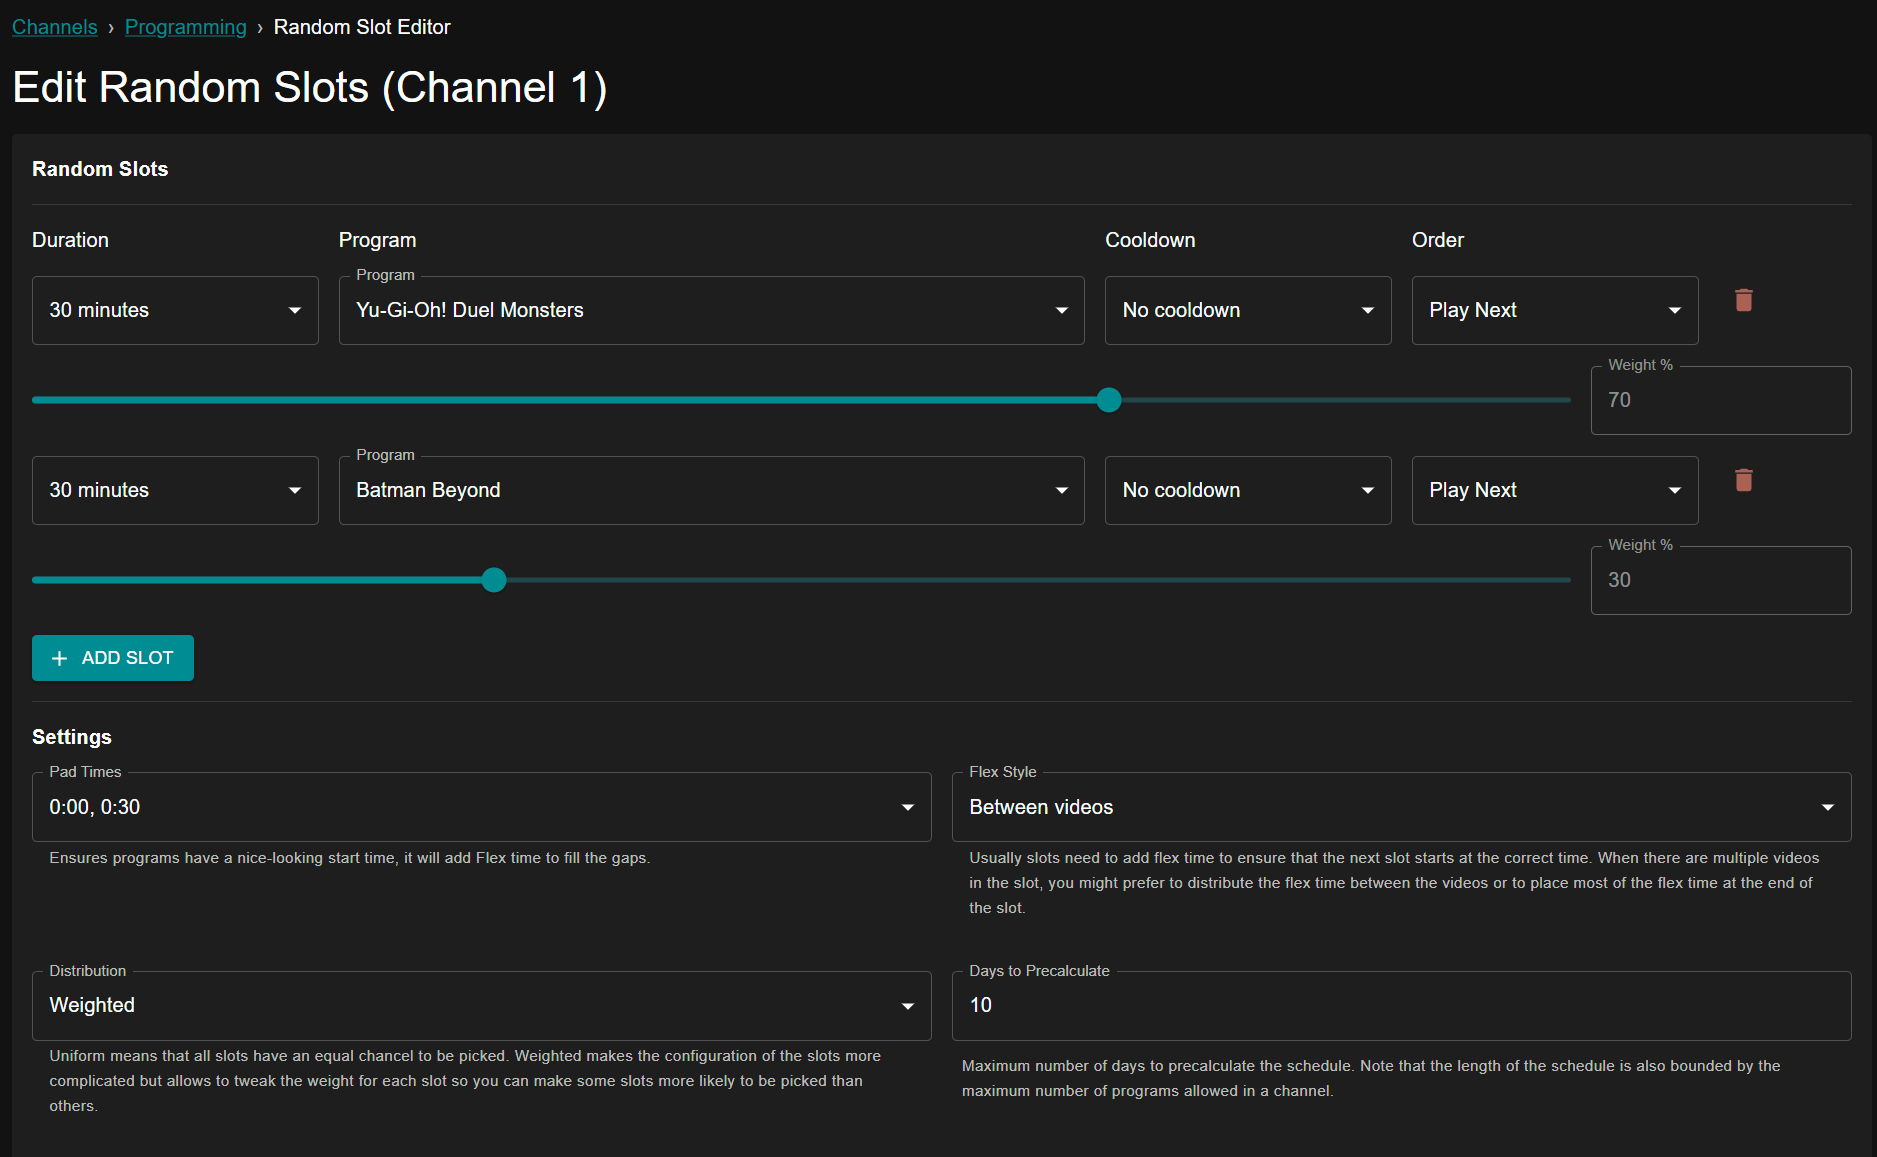 Channels › Programming › Random Slot Editor
Edit Random Slots (Channel 1)
Random Slots
Duration Program Cooldown Order
Program
30 minutes Yu-Gi-Oh! Duel Monsters No cooldown Play Next
Weight %
70
Program
30 minutes Batman Beyond No cooldown Play Next
Weight %
30
+ ADD SLOT
Settings
Pad Times
0:00, 0:30
Ensures programs have a nice-looking start time, it will add Flex time to fill the gaps.
Flex Style
Between videos
Usually slots need to add flex time to ensure that the next slot starts at the correct time. When there are multiple videos
in the slot, you might prefer to distribute the flex time between the videos or to place most of the flex time at the end of
the slot.
Distribution
Weighted
Uniform means that all slots have an equal chancel to be picked. Weighted makes the configuration of the slots more
complicated but allows to tweak the weight for each slot so you can make some slots more likely to be picked than
others.
Days to Precalculate
10
Maximum number of days to precalculate the schedule. Note that the length of the schedule is also bounded by the
maximum number of programs allowed in a channel.